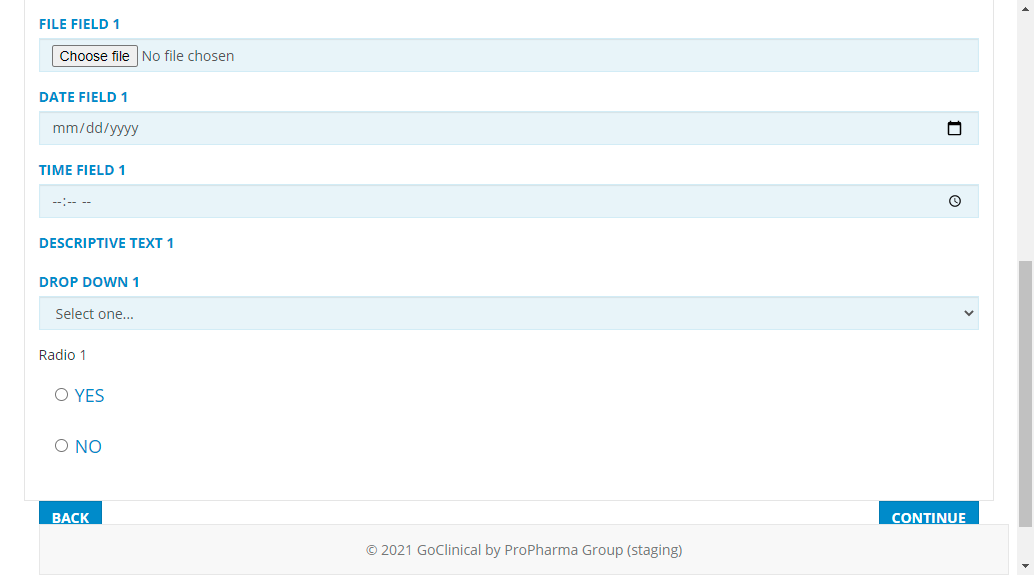 FILE FIELD 1
Choose file No file chosen
DATE FIELD 1
mm/dd/yyyy
TIME FIELD 1
--:-- --
DESCRIPTIVE TEXT 1
DROP DOWN 1
Select one...
Radio 1
YES
NO
BACK CONTINUE
© 2021 GoClinical by ProPharma Group (staging)